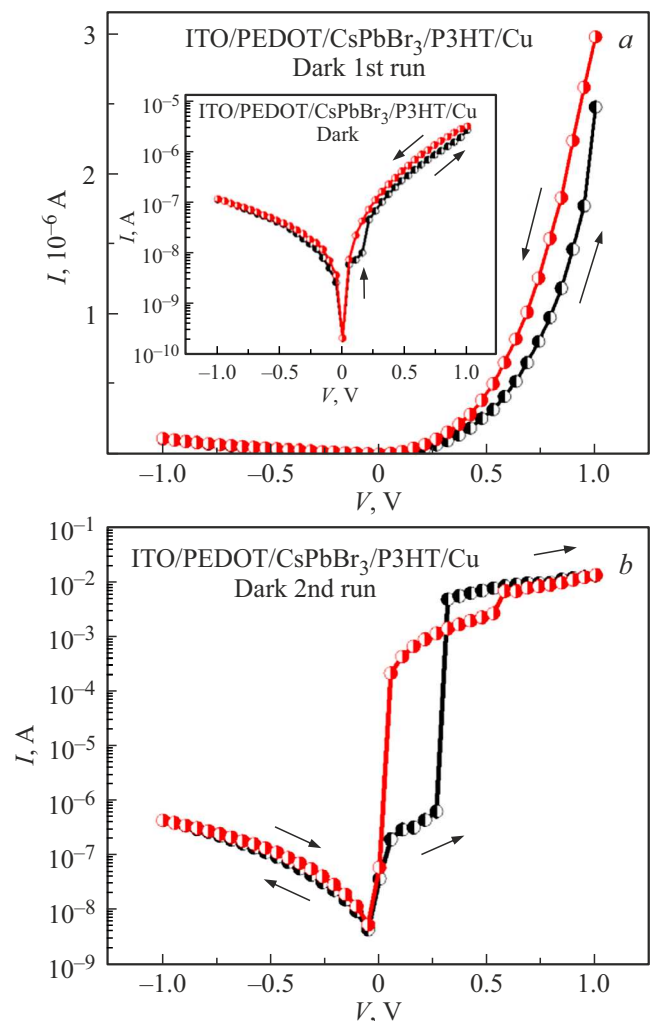 ITO/PEDOT/CsPbBr₃/P3HT/Cu
Dark 1st run
a
3
2
1
I, 10⁻⁶ A
−1.0 −0.5 0 0.5 1.0
V, V
ITO/PEDOT/CsPbBr₃/P3HT/Cu
Dark
10⁻⁵
10⁻⁶
10⁻⁷
10⁻⁸
10⁻⁹
10⁻¹⁰
I, A
−1.0 −0.5 0 0.5 1.0
V, V
ITO/PEDOT/CsPbBr₃/P3HT/Cu
Dark 2nd run
b
10⁻¹
10⁻²
10⁻³
10⁻⁴
10⁻⁵
10⁻⁶
10⁻⁷
10⁻⁸
10⁻⁹
I, A
−1.0 −0.5 0 0.5 1.0
V, V